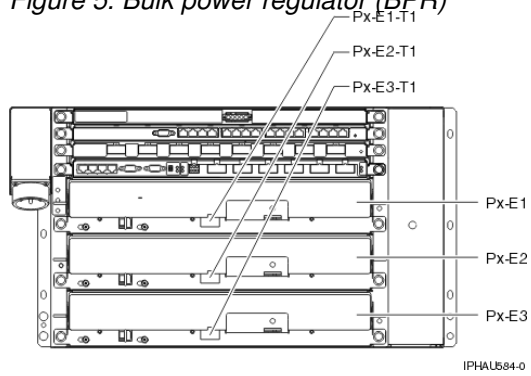 Figure 5. Bulk power regulator (BPR)
Px-E1-T1
Px-E2-T1
Px-E3-T1
Px-E1
Px-E2
Px-E3
IPHAU584-0